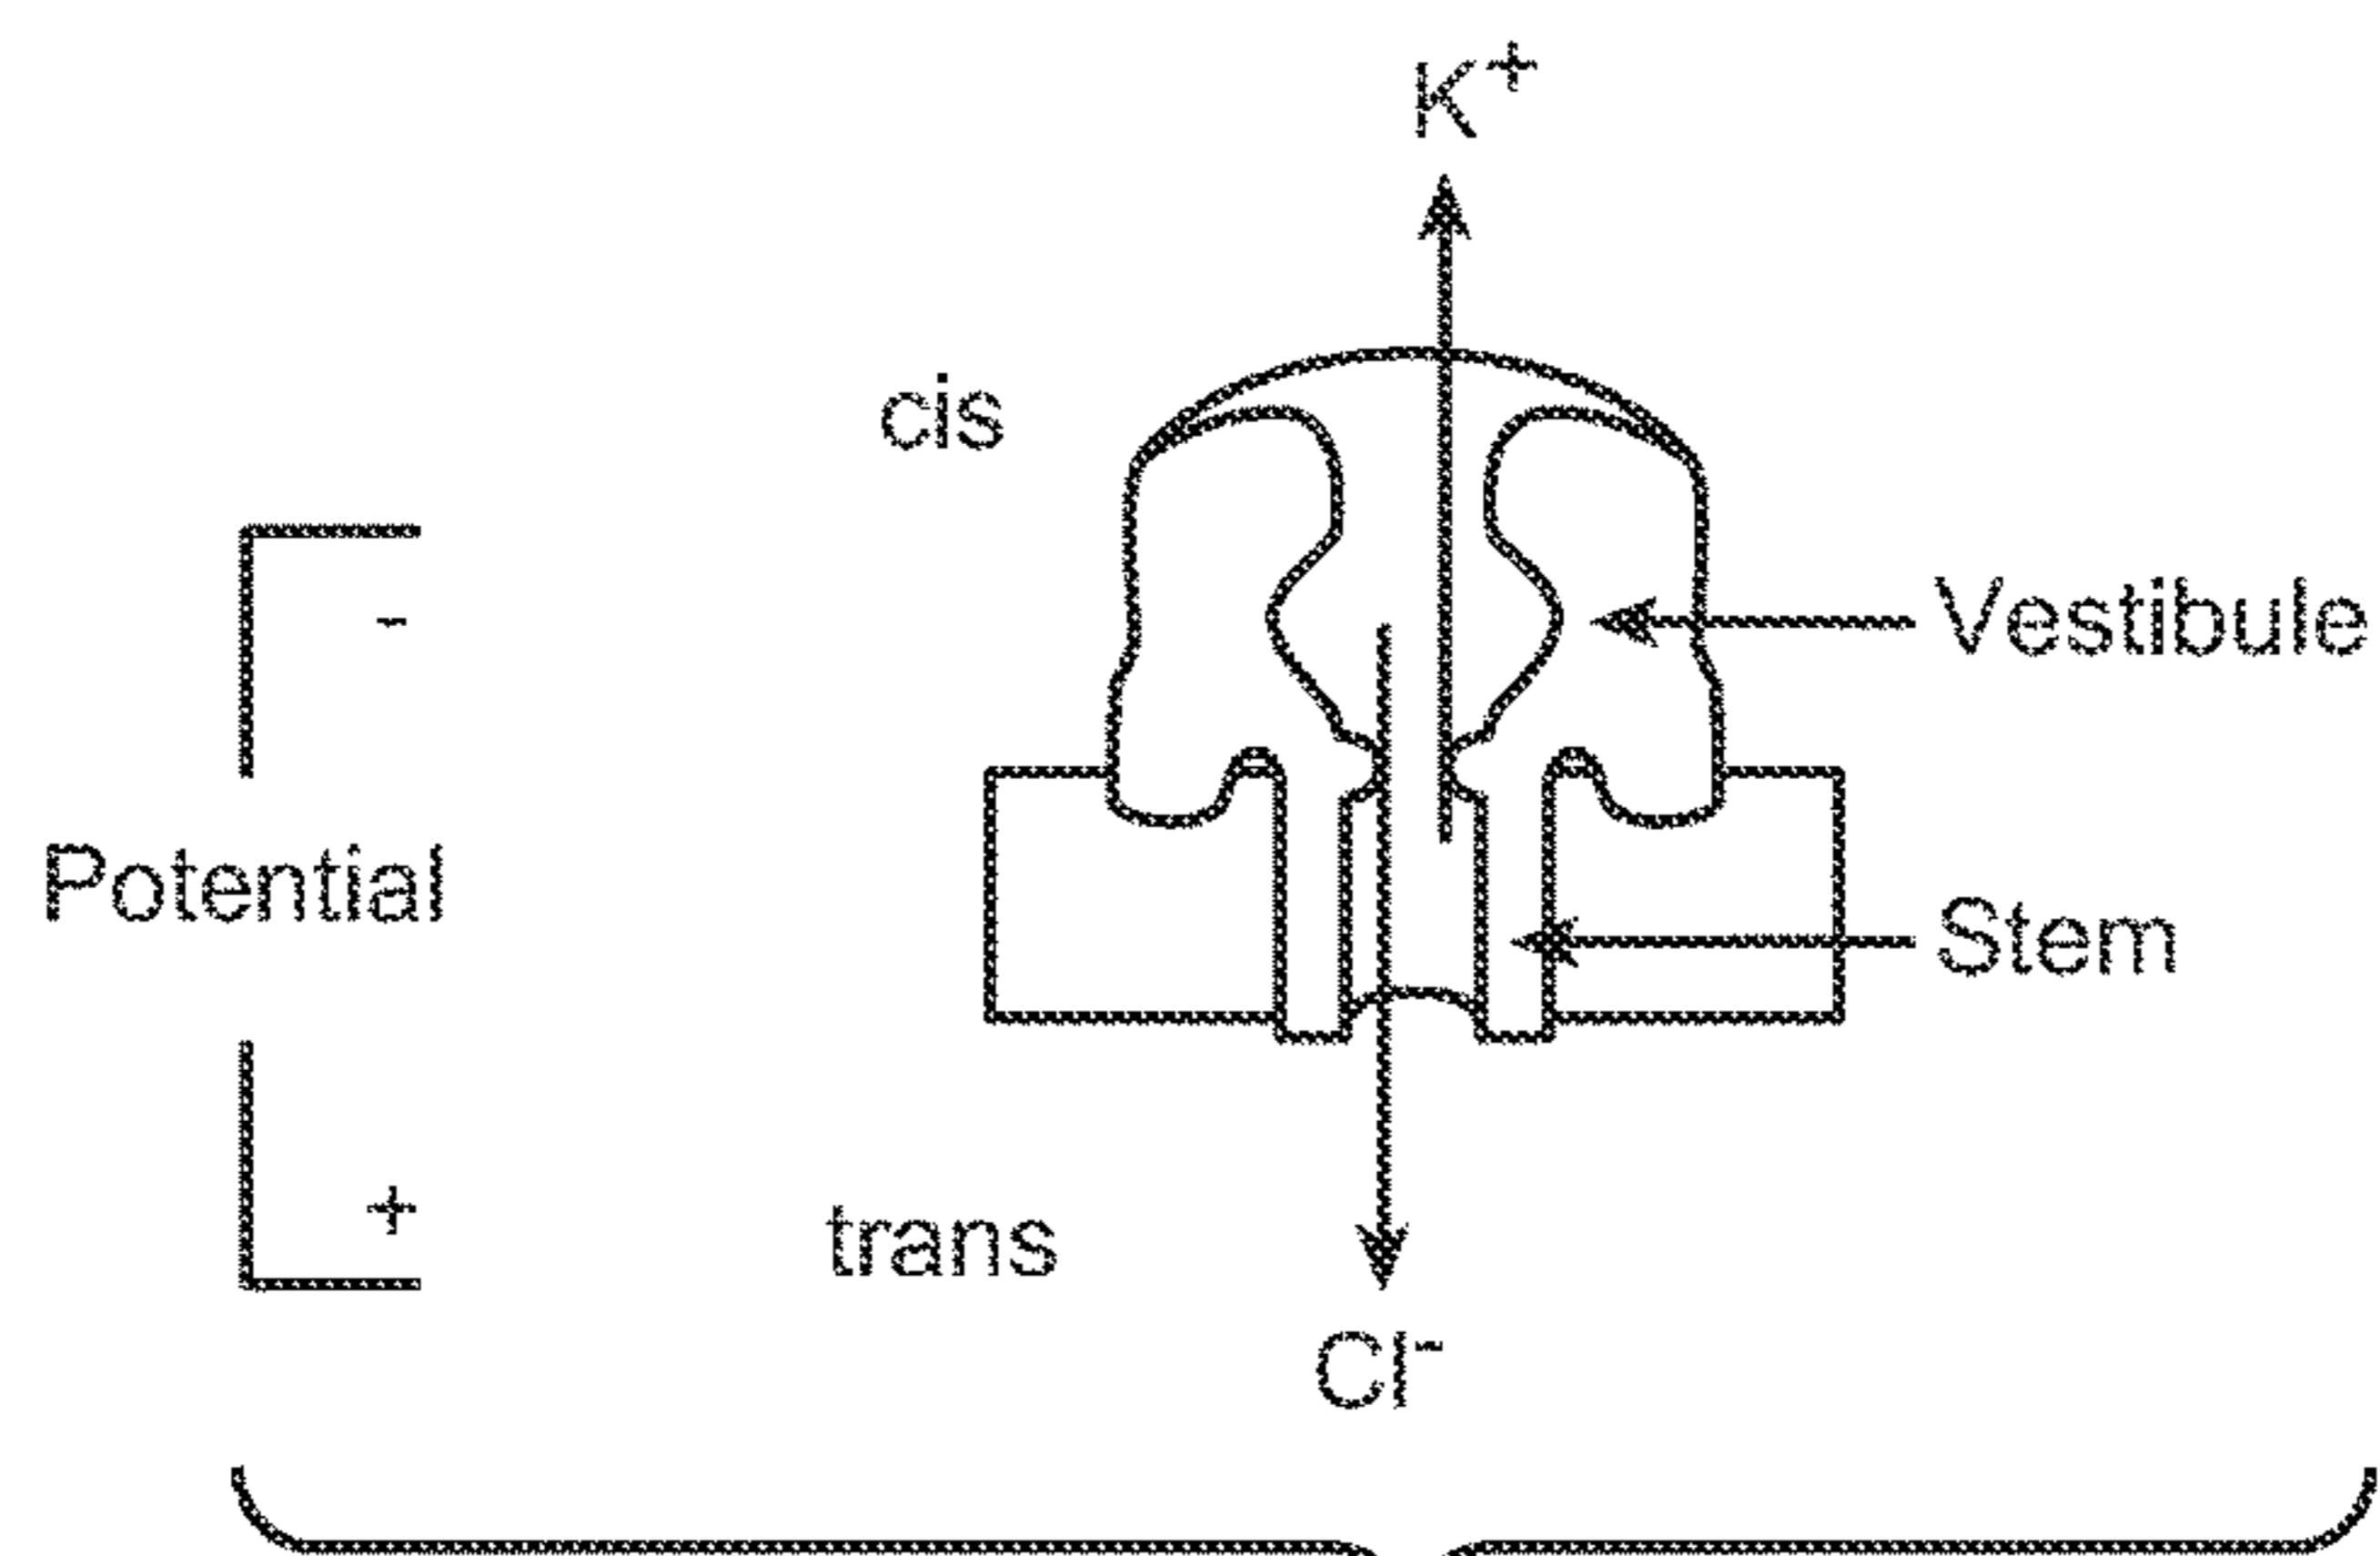 K⁺
cis
-
Vestibule
Potential
Stem
+
trans
Cl⁻